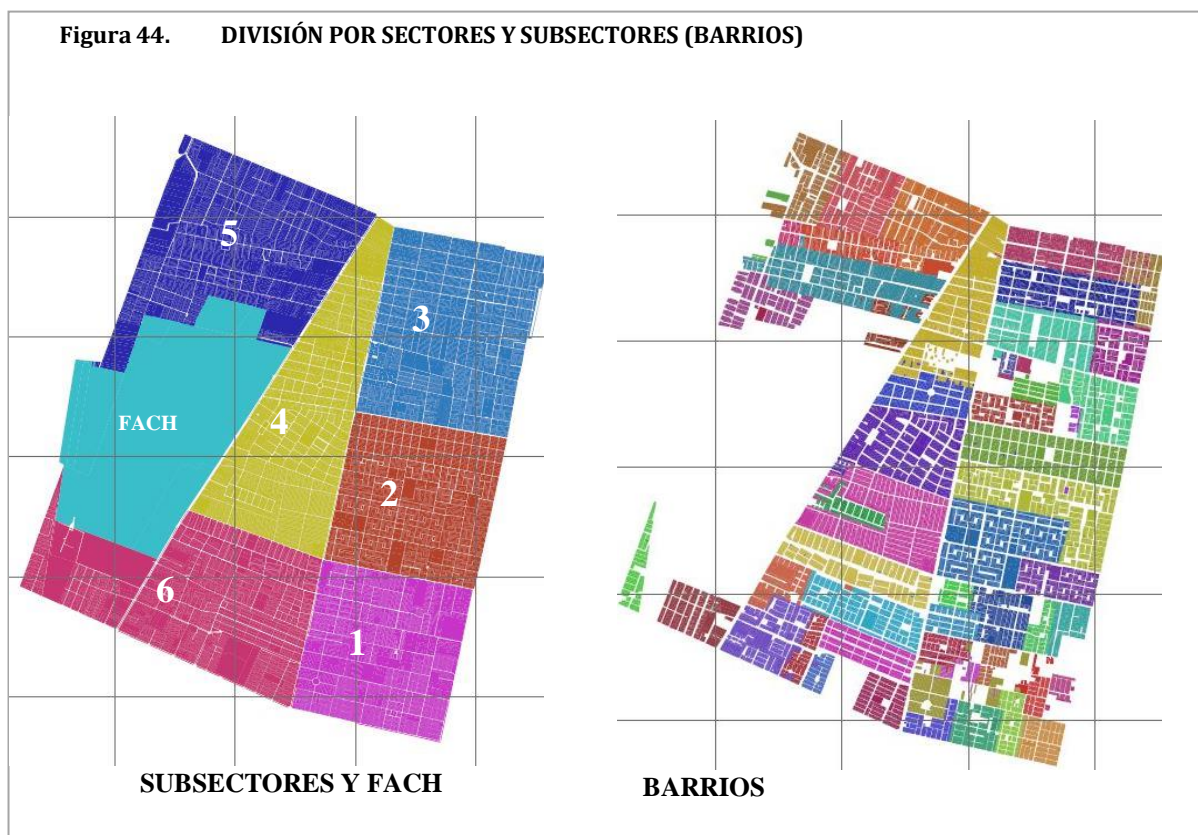 Figura 44. DIVISIÓN POR SECTORES Y SUBSECTORES (BARRIOS)
5
3
FACH
4
2
6
1
SUBSECTORES Y FACH
BARRIOS